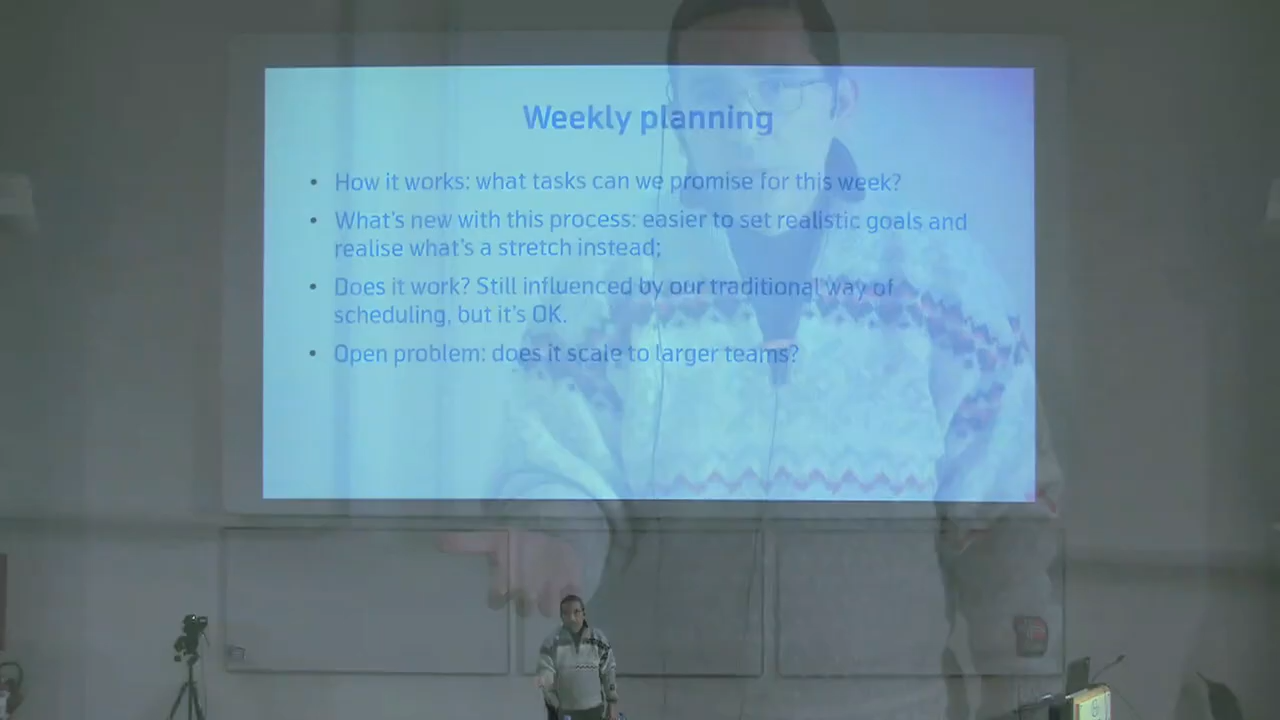 Weekly planning
• How it works: what tasks can we promise for this week?
• What's new with this process: easier to set realistic goals and
realise what's a stretch instead;
• Does it work? Still influenced by our traditional way of
scheduling, but it's OK.
• Open problem: does it scale to larger teams?